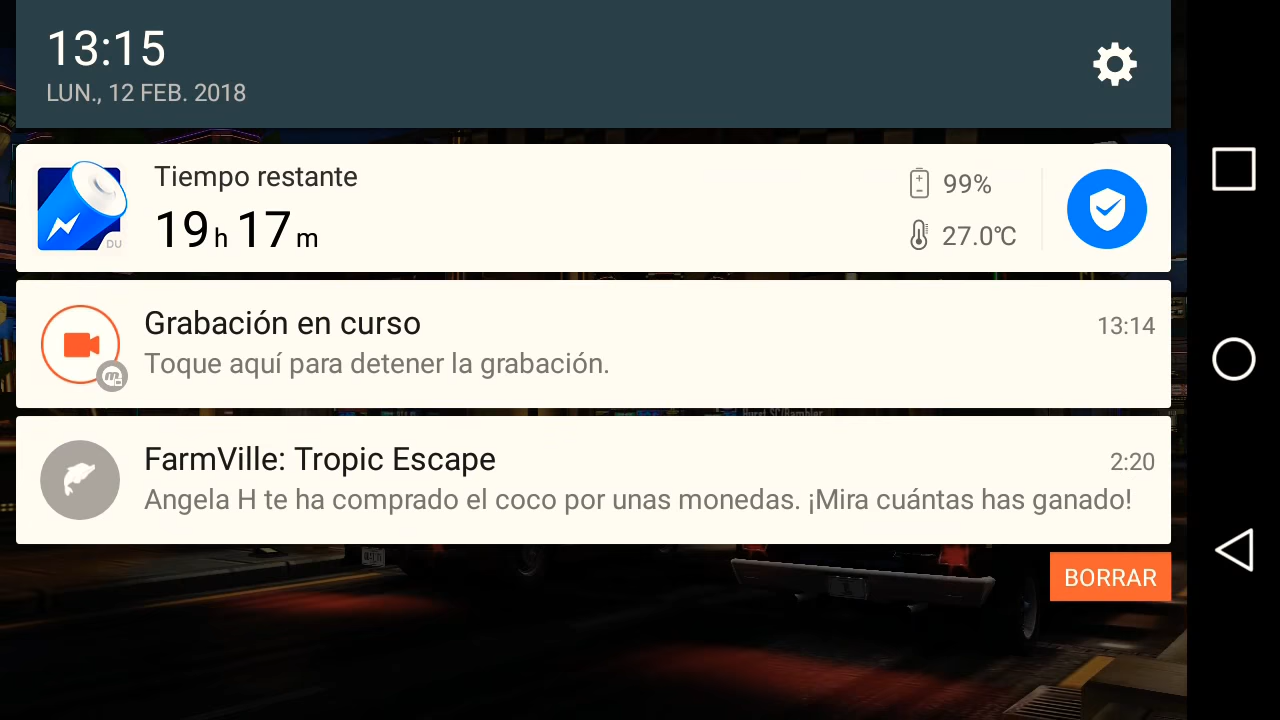 13:15
LUN., 12 FEB. 2018
Tiempo restante
19 h 17 m
99%
27.0℃
DU
Grabación en curso
13:14
Toque aquí para detener la grabación.
FarmVille: Tropic Escape
2:20
Angela H te ha comprado el coco por unas monedas. ¡Mira cuántas has ganado!
BORRAR